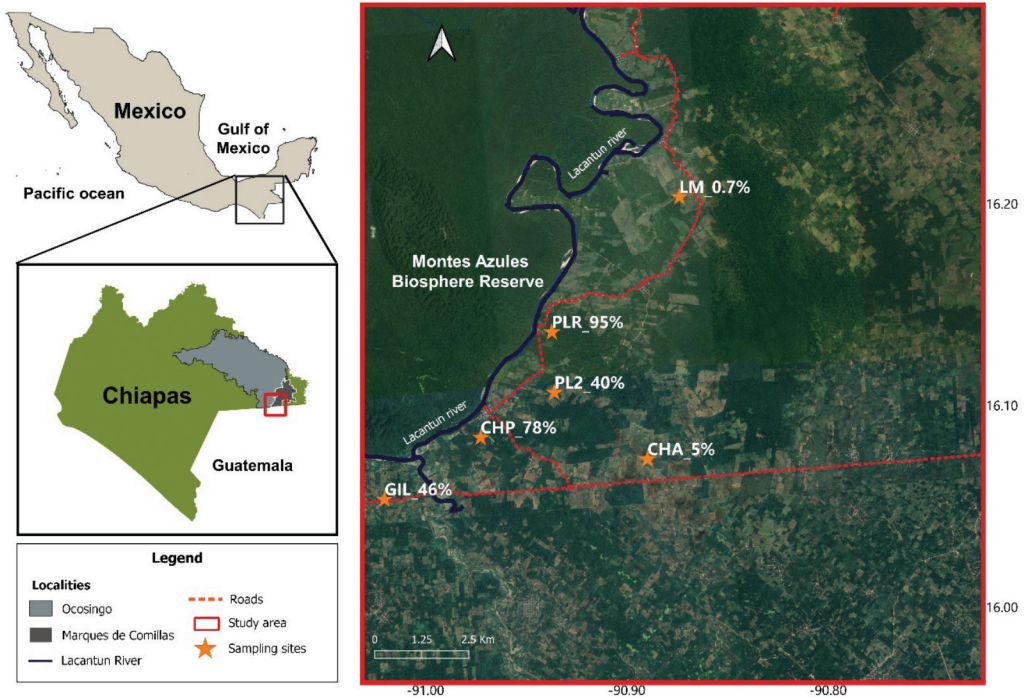 Mexico
Gulf of
Mexico
Pacific ocean
Chiapas
Guatemala
Legend
Localities
Ocosingo
Marques de Comillas
Lacantun River
Roads
Study area
Sampling sites
Lacantun river
LM_0.7%
Montes Azules
Biosphere Reserve
PLR_95%
PL2_40%
Lacantun river
CHP_78%
CHA_5%
GIL_46%
0 1.25 2.5 Km
16.20
16.10
16.00
-91.00 -90.90 -90.80